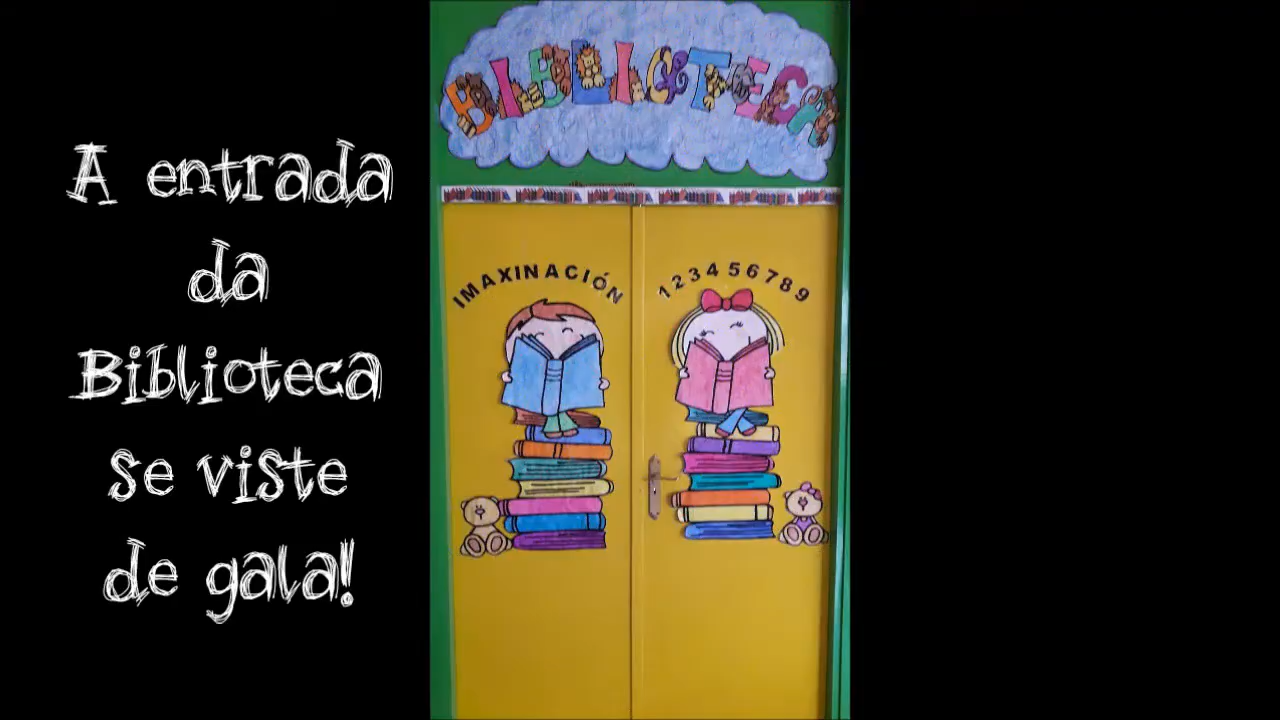 A entrada
da
Biblioteca
se viste
de gala!
BIBLIOTECA
IMAXINACIÓN
123456789